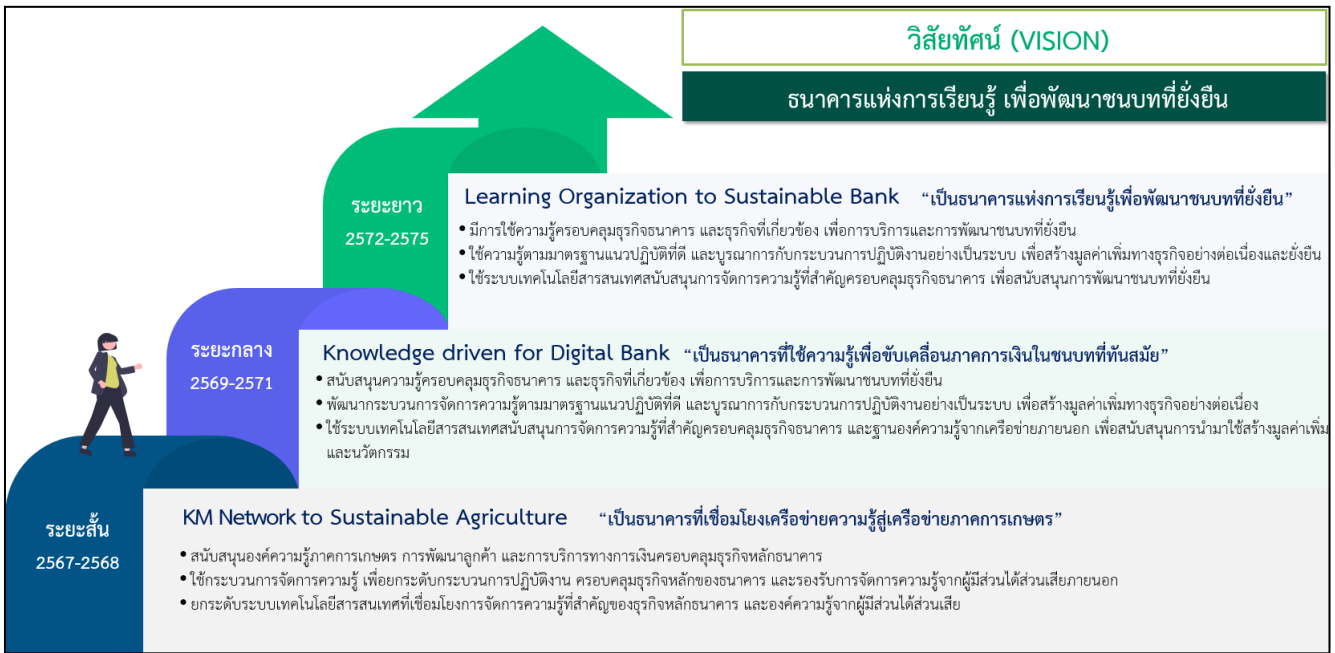 วิสัยทัศน์ (VISION)
ธนาคารแห่งการเรียนรู้ เพื่อพัฒนาชนบทที่ยั่งยืน
ระยะยาว
2572-2575
Learning Organization to Sustainable Bank “เป็นธนาคารแห่งการเรียนรู้เพื่อพัฒนาชนบทที่ยั่งยืน”
• มีการใช้ความรู้ครอบคลุมธุรกิจธนาคาร และธุรกิจที่เกี่ยวข้อง เพื่อการบริการและการพัฒนาชนบทที่ยั่งยืน
• ใช้ความรู้ตามมาตรฐานแนวปฏิบัติที่ดี และบูรณาการกับกระบวนการปฏิบัติงานอย่างเป็นระบบ เพื่อสร้างมูลค่าเพิ่มทางธุรกิจอย่างต่อเนื่องและยั่งยืน
• ใช้ระบบเทคโนโลยีสารสนเทศสนับสนุนการจัดการความรู้ที่สำคัญครอบคลุมธุรกิจธนาคาร เพื่อสนับสนุนการพัฒนาชนบทที่ยั่งยืน
ระยะกลาง
2569-2571
Knowledge driven for Digital Bank “เป็นธนาคารที่ใช้ความรู้เพื่อขับเคลื่อนภาคการเงินในชนบทที่ทันสมัย”
• สนับสนุนความรู้ครอบคลุมธุรกิจธนาคาร และธุรกิจที่เกี่ยวข้อง เพื่อการบริการและการพัฒนาชนบทที่ยั่งยืน
• พัฒนากระบวนการจัดการความรู้ตามมาตรฐานแนวปฏิบัติที่ดี และบูรณาการกับกระบวนการปฏิบัติงานอย่างเป็นระบบ เพื่อสร้างมูลค่าเพิ่มทางธุรกิจอย่างต่อเนื่อง
• ใช้ระบบเทคโนโลยีสารสนเทศสนับสนุนการจัดการความรู้ที่สำคัญครอบคลุมธุรกิจธนาคาร และฐานองค์ความรู้จากเครือข่ายภายนอก เพื่อสนับสนุนการนำมาใช้สร้างมูลค่าเพิ่ม
และนวัตกรรม
ระยะสั้น
2567-2568
KM Network to Sustainable Agriculture “เป็นธนาคารที่เชื่อมโยงเครือข่ายความรู้สู่เครือข่ายภาคการเกษตร”
• สนับสนุนองค์ความรู้ภาคการเกษตร การพัฒนาลูกค้า และการบริการทางการเงินครอบคลุมธุรกิจหลักธนาคาร
• ใช้กระบวนการจัดการความรู้ เพื่อยกระดับกระบวนการปฏิบัติงาน ครอบคลุมธุรกิจหลักของธนาคาร และรองรับการจัดการความรู้จากผู้มีส่วนได้ส่วนเสียภายนอก
• ยกระดับระบบเทคโนโลยีสารสนเทศที่เชื่อมโยงการจัดการความรู้ที่สำคัญของธุรกิจหลักธนาคาร และองค์ความรู้จากผู้มีส่วนได้ส่วนเสีย